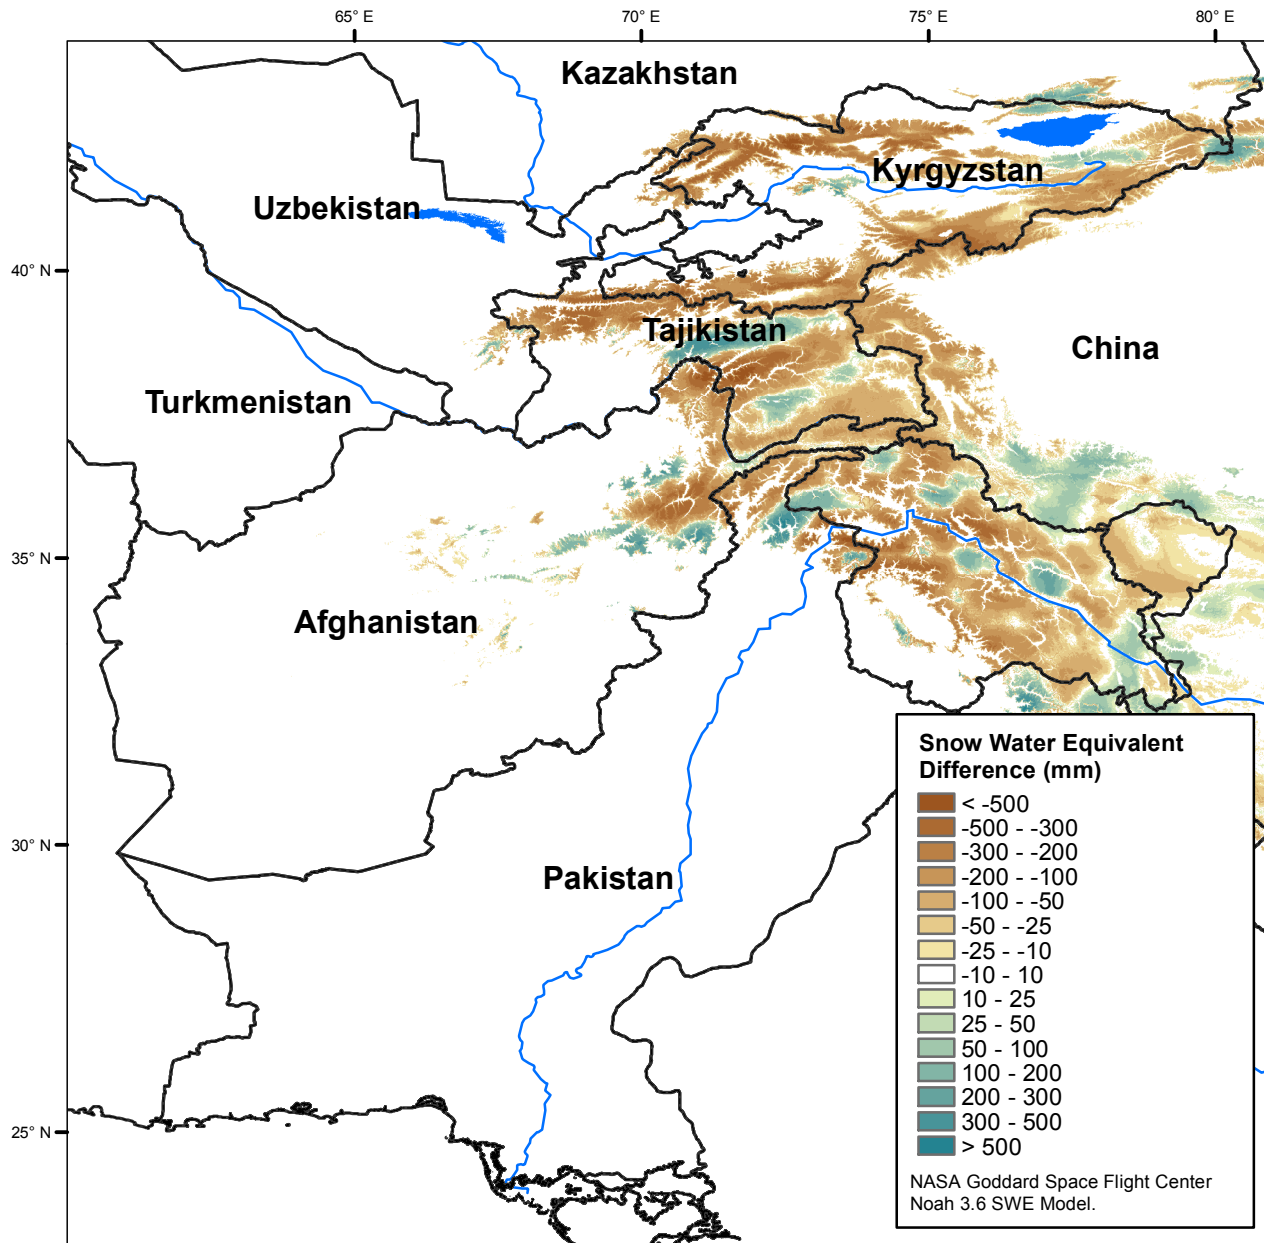 65° E
70° E
75° E
80° E
Kazakhstan
Kyrgyzstan
Uzbekistan
40° N
Tajikistan
China
Turkmenistan
35° N
Afghanistan
Snow Water Equivalent
Difference (mm)
< -500
-500 - -300
-300 - -200
-200 - -100
-100 - -50
-50 - -25
-25 - -10
-10 - 10
10 - 25
25 - 50
50 - 100
100 - 200
200 - 300
300 - 500
> 500
30° N
Pakistan
25° N
NASA Goddard Space Flight Center
Noah 3.6 SWE Model.